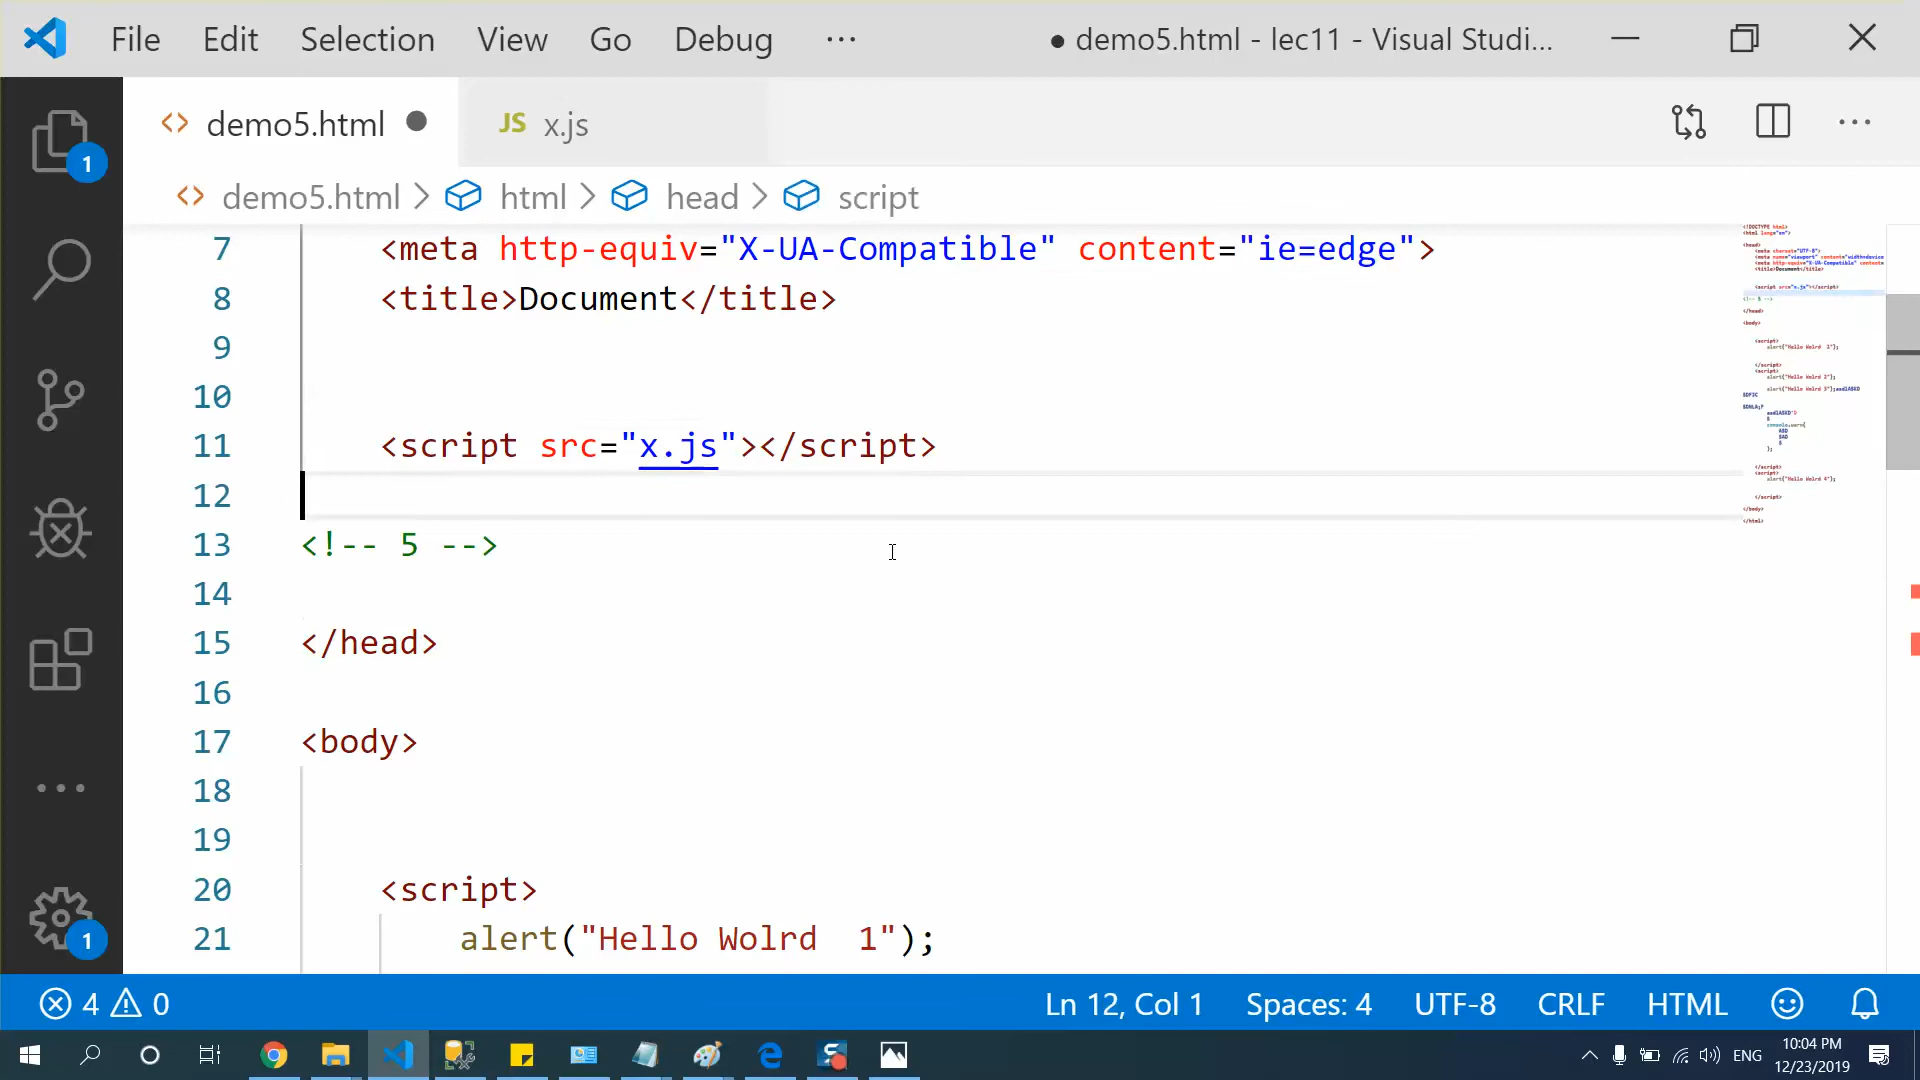 File Edit Selection View Go Debug ··· ● demo5.html - lec11 - Visual Studi...
demo5.html ● JS x.js ···
demo5.html > html > head > script
1
7 <meta http-equiv="X-UA-Compatible" content="ie=edge">
8 <title>Document</title>
9
10
11 <script src="x.js"></script>
12
13 <!-- 5 -->
14
15 </head>
16
17 <body>
18
19
20 <script>
21 alert("Hello Wolrd  1");
1
4 0 Ln 12, Col 1 Spaces: 4 UTF-8 CRLF HTML
ENG 10:04 PM
12/23/2019